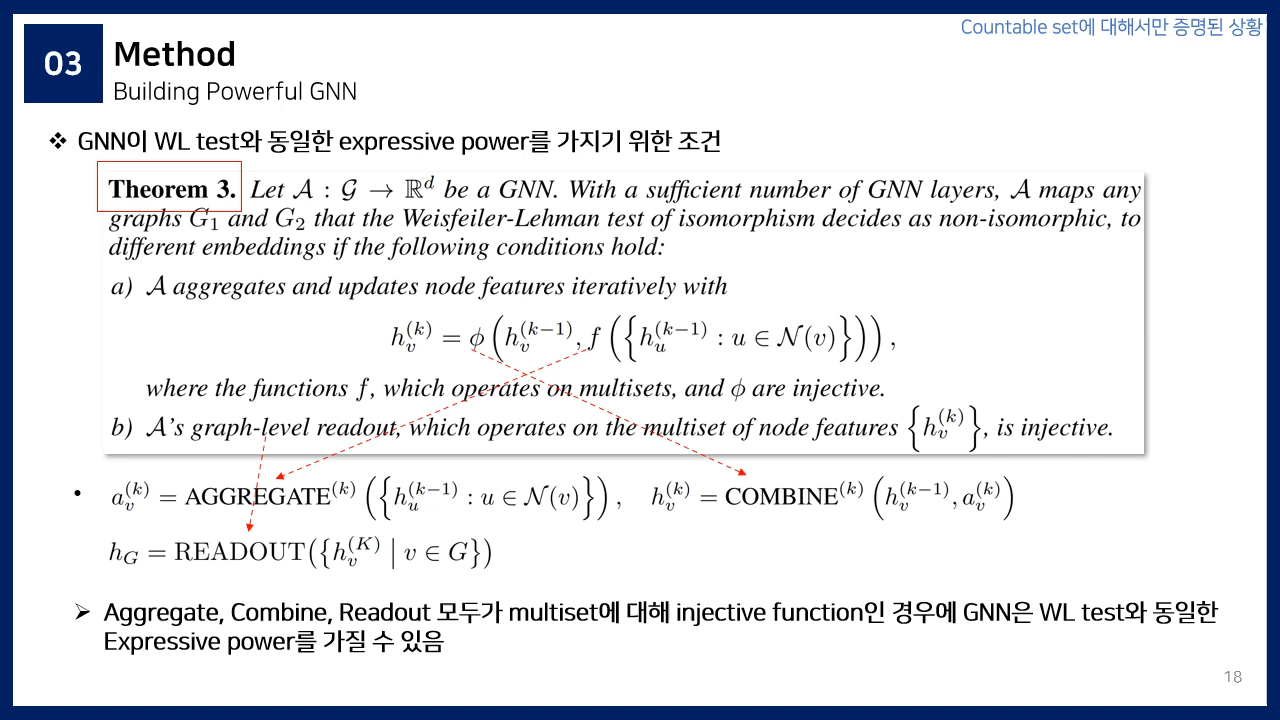 Countable set에 대해서만 증명된 상황
03
Method
Building Powerful GNN
❖ GNN이 WL test와 동일한 expressive power를 가지기 위한 조건
Theorem 3. Let 𝒜 : 𝒢 → ℝ^d be a GNN. With a sufficient number of GNN layers, 𝒜 maps any
graphs G_1 and G_2 that the Weisfeiler-Lehman test of isomorphism decides as non-isomorphic, to
different embeddings if the following conditions hold:
a) 𝒜 aggregates and updates node features iteratively with
h_v^{(k)} = ϕ ( h_v^{(k−1)}, f ( { h_u^{(k−1)} : u ∈ 𝒩(v) } ) ) ,
where the functions f, which operates on multisets, and ϕ are injective.
b) 𝒜's graph-level readout, which operates on the multiset of node features { h_v^{(k)} }, is injective.
• a_v^{(k)} = AGGREGATE^{(k)} ( { h_u^{(k−1)} : u ∈ 𝒩(v) } ) , h_v^{(k)} = COMBINE^{(k)} ( h_v^{(k−1)}, a_v^{(k)} )
h_G = READOUT( { h_v^{(K)} | v ∈ G } )
➢ Aggregate, Combine, Readout 모두가 multiset에 대해 injective function인 경우에 GNN은 WL test와 동일한
Expressive power를 가질 수 있음
18